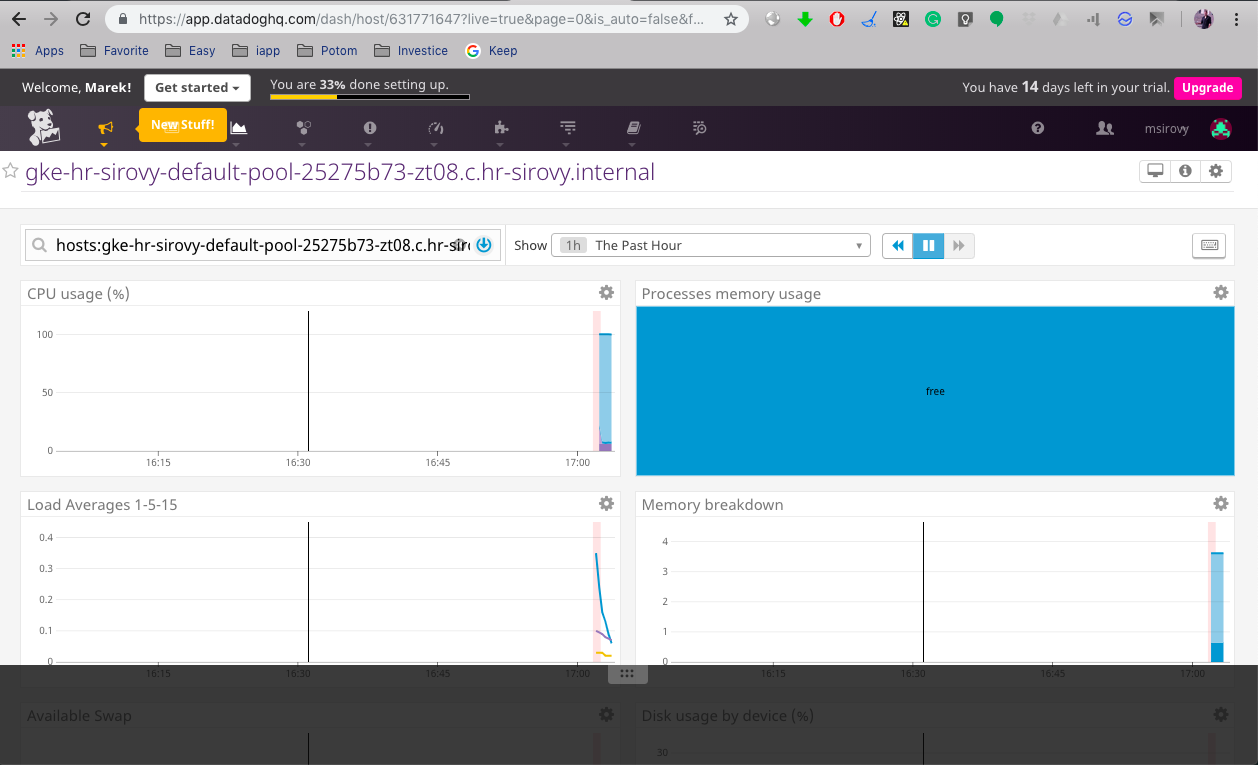 https://app.datadoghq.com/dash/host/631771647?live=true&page=0&is_auto=false&f...
Apps Favorite Easy iapp Potom Investice Keep
Welcome, Marek! Get started You are 33% done setting up. You have 14 days left in your trial. Upgrade
New Stuff! msirovy
gke-hr-sirovy-default-pool-25275b73-zt08.c.hr-sirovy.internal
hosts:gke-hr-sirovy-default-pool-25275b73-zt08.c.hr-siro Show 1h The Past Hour
CPU usage (%) Processes memory usage
100
50
0
16:15 16:30 16:45 17:00
free
Load Averages 1-5-15 Memory breakdown
0.4 4
0.3 3
0.2 2
0.1 1
0 0
16:15 16:30 16:45 17:00 16:15 16:30 16:45 17:00
Available Swap Disk usage by device (%)
30